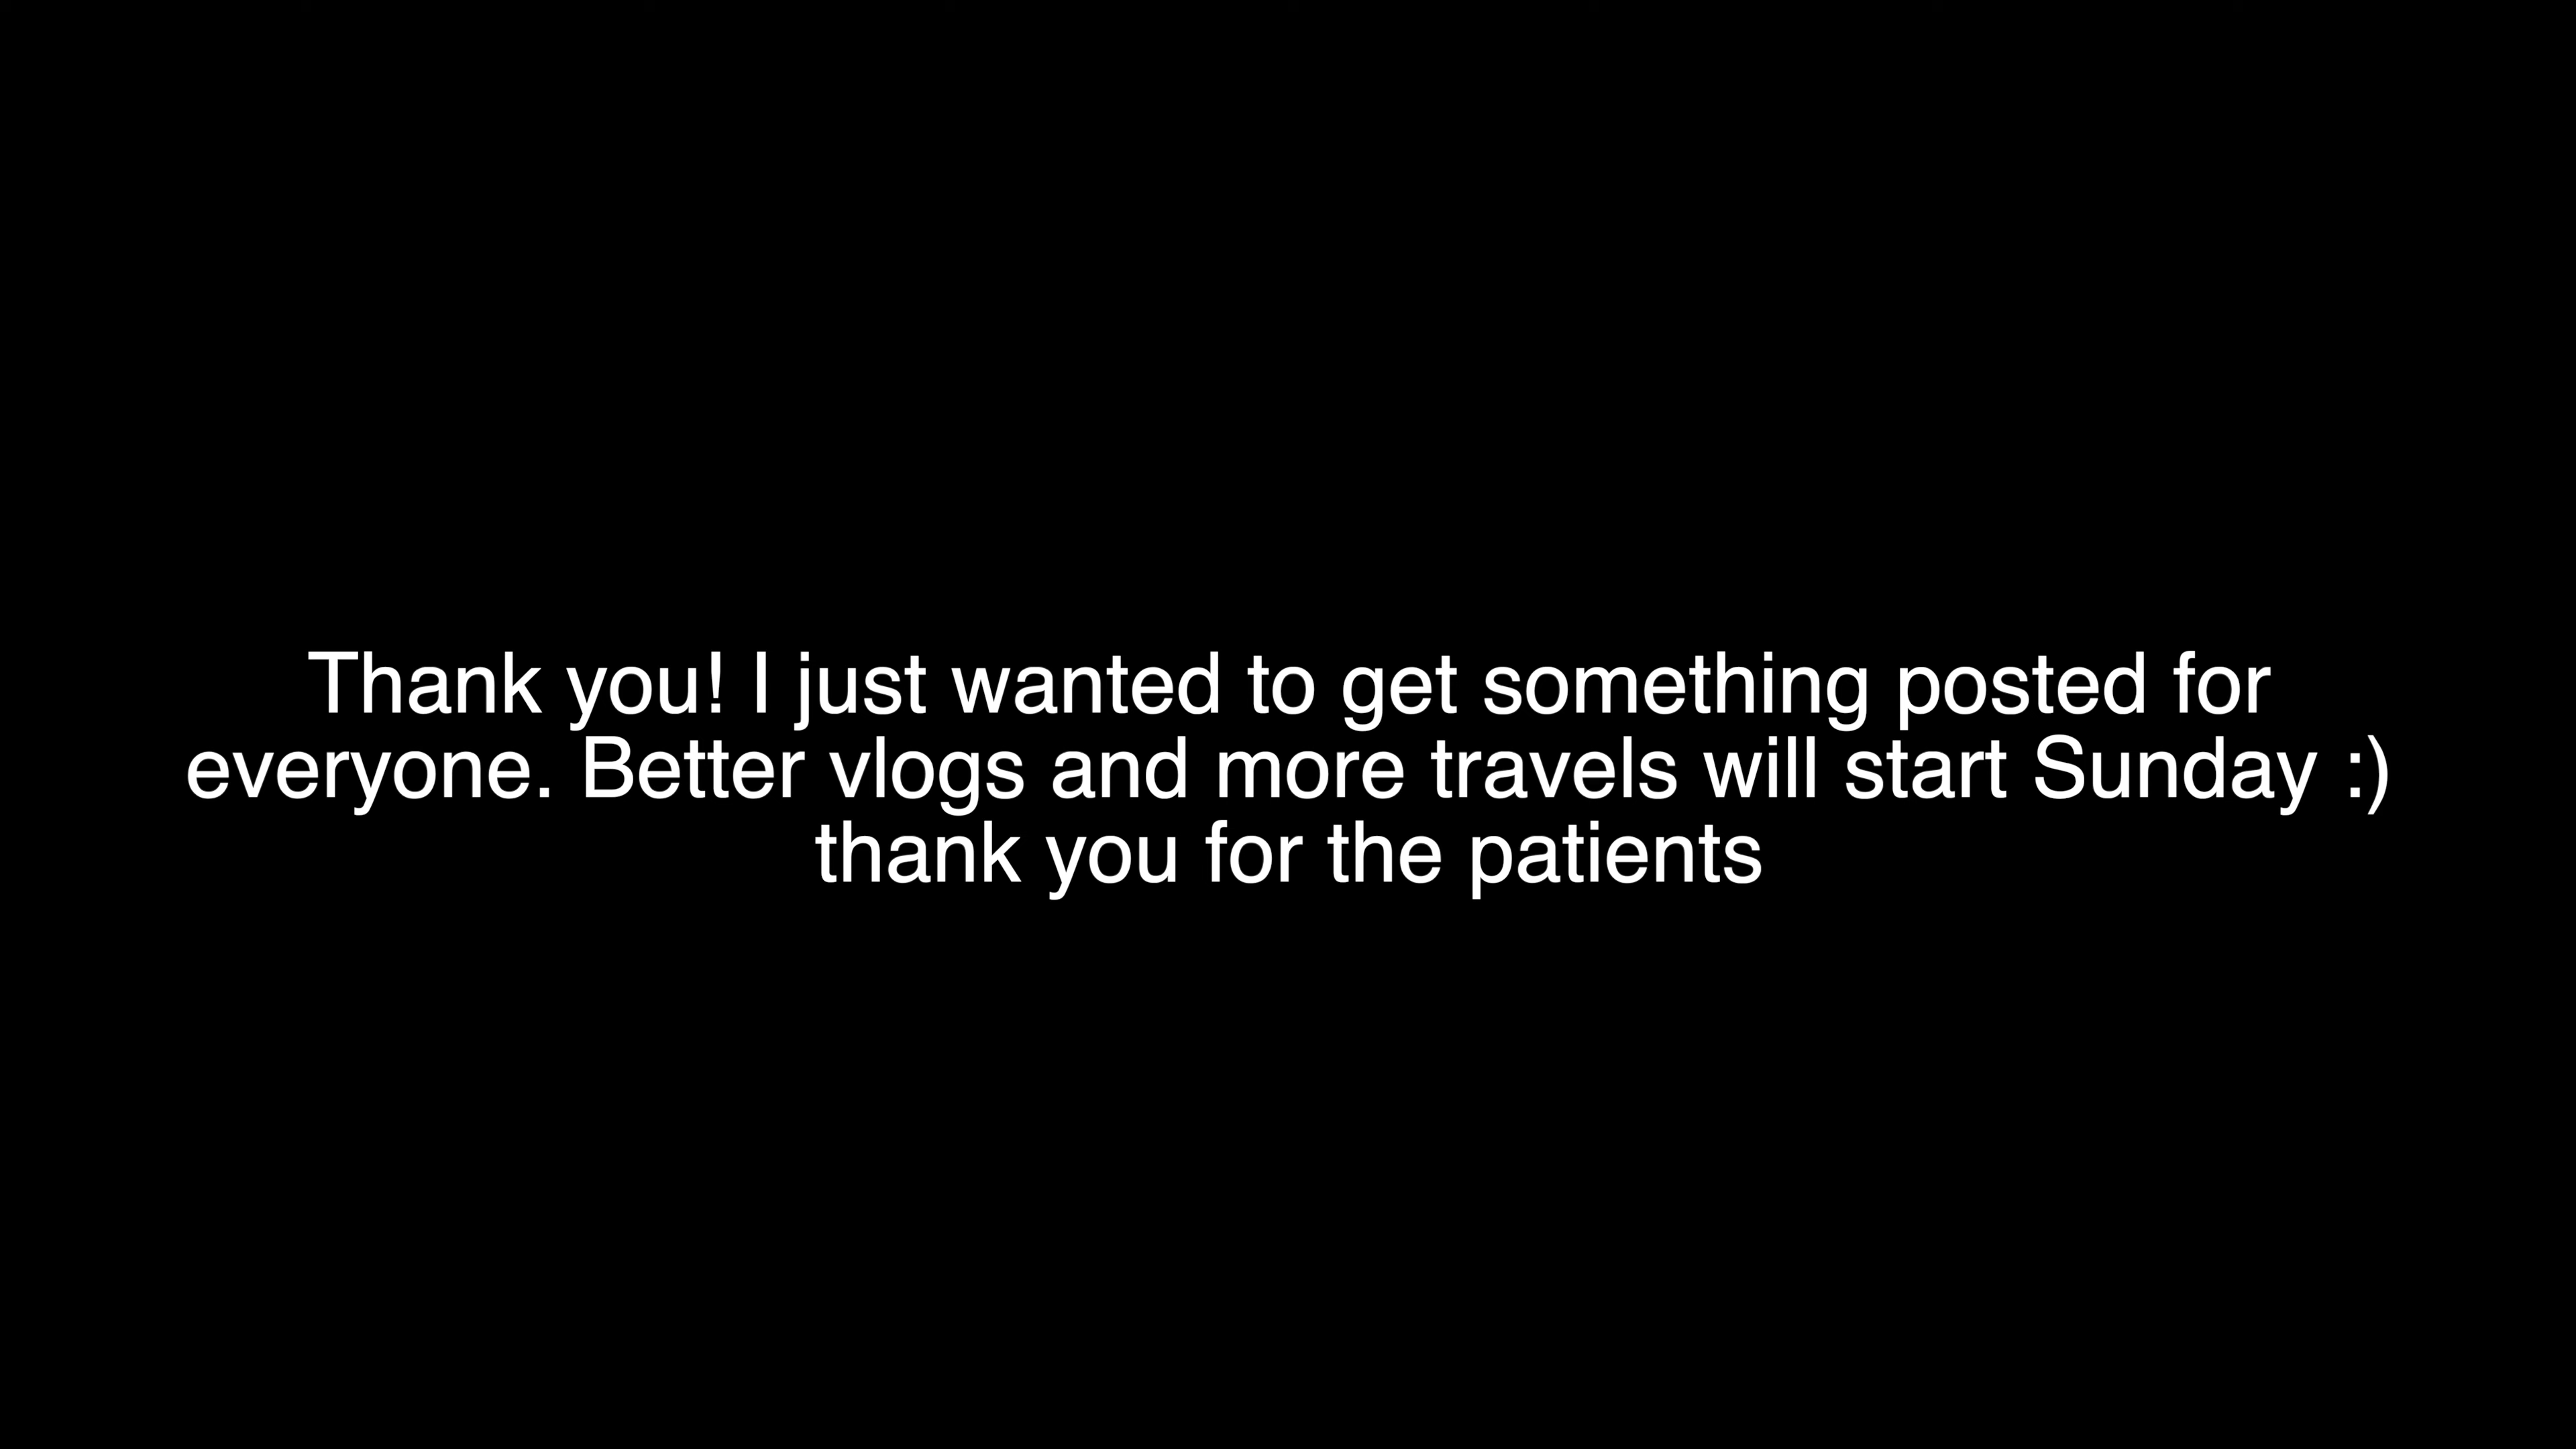 Thank you! I just wanted to get something posted for
everyone. Better vlogs and more travels will start Sunday :)
thank you for the patients